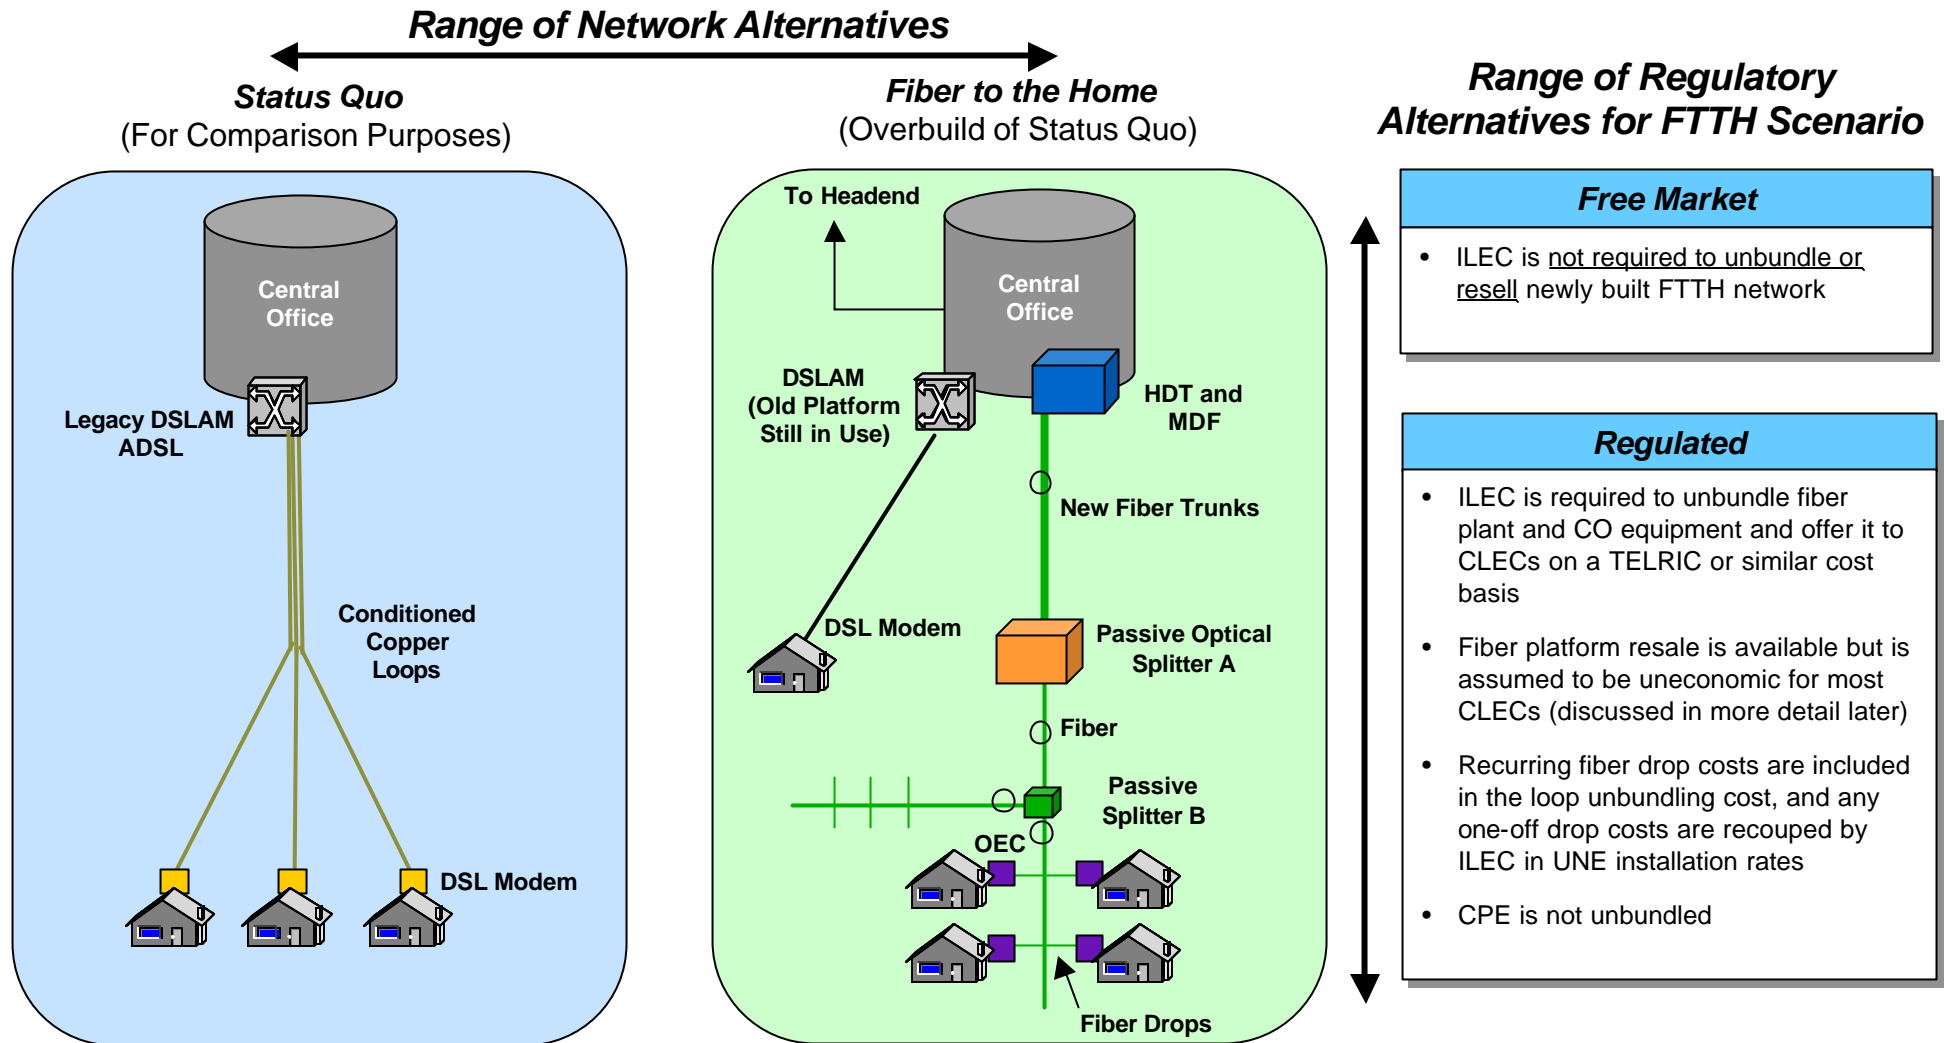 Range of Network Alternatives
Status Quo
(For Comparison Purposes)
Central
Office
Legacy DSLAM
ADSL
Conditioned
Copper
Loops
DSL Modem
Fiber to the Home
(Overbuild of Status Quo)
To Headend
Central
Office
DSLAM
(Old Platform
Still in Use)
HDT and
MDF
New Fiber Trunks
DSL Modem
Passive Optical
Splitter A
Fiber
Passive
Splitter B
OEC
Fiber Drops
Range of Regulatory
Alternatives for FTTH Scenario
Free Market
• ILEC is not required to unbundle or
resell newly built FTTH network
Regulated
• ILEC is required to unbundle fiber
plant and CO equipment and offer it to
CLECs on a TELRIC or similar cost
basis
• Fiber platform resale is available but is
assumed to be uneconomic for most
CLECs (discussed in more detail later)
• Recurring fiber drop costs are included
in the loop unbundling cost, and any
one-off drop costs are recouped by
ILEC in UNE installation rates
• CPE is not unbundled